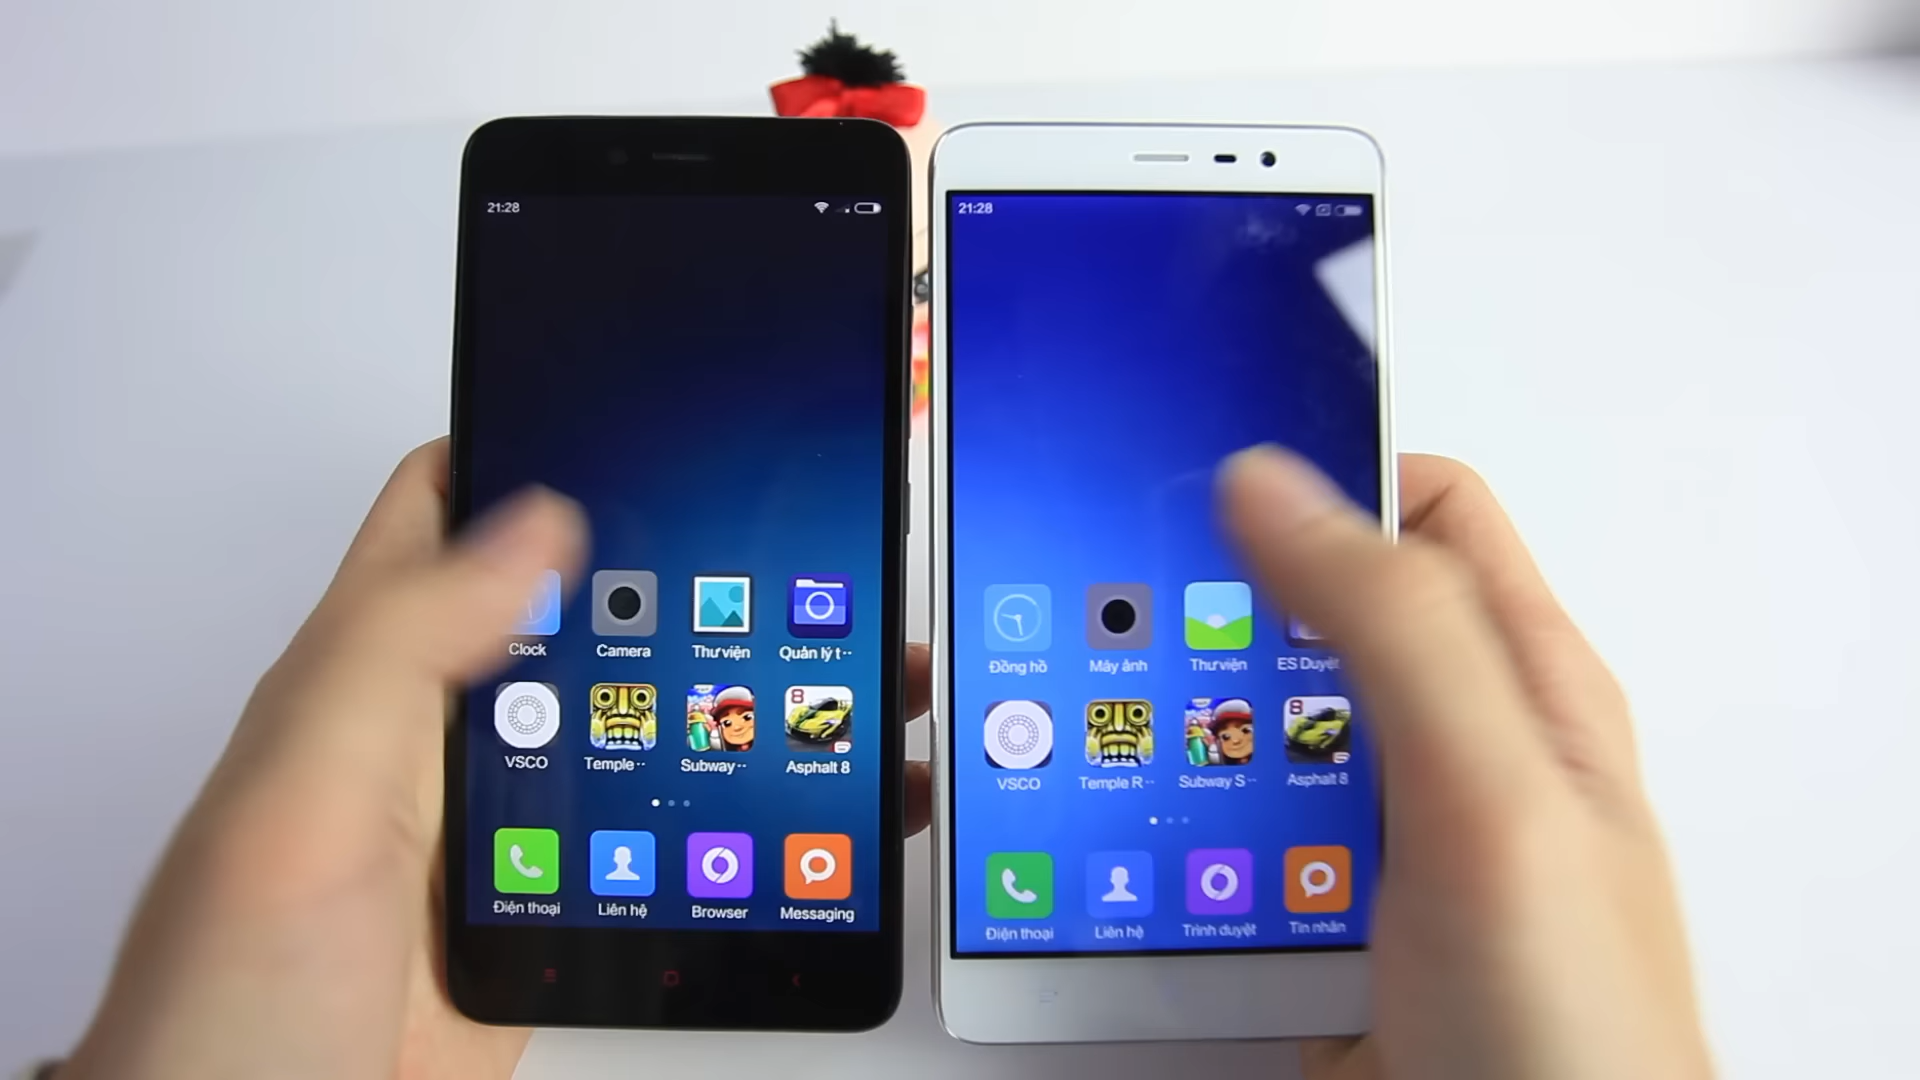 21:28
Clock
Camera
Thư viện
Quản lý t··
VSCO
Temple··
Subway··
8
Asphalt 8
Điện thoại
Liên hệ
Browser
Messaging
21:28
Đồng hồ
Máy ảnh
Thư viện
ES Duyệt
VSCO
Temple R··
Subway S··
8
Asphalt 8
Điện thoại
Liên hệ
Trình duyệt
Tin nhắn